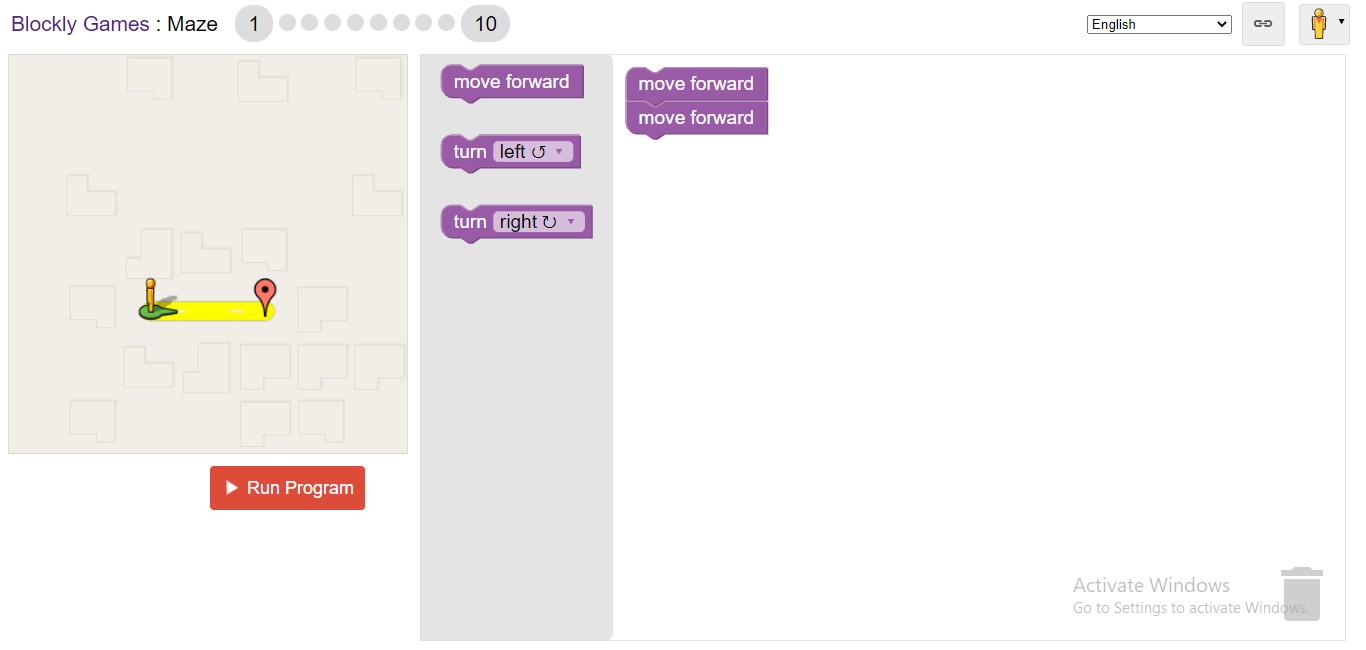 Blockly Games : Maze 1 10 English
move forward
turn left ↺
turn right ↻
move forward
move forward
Run Program
Activate Windows
Go to Settings to activate Windows.